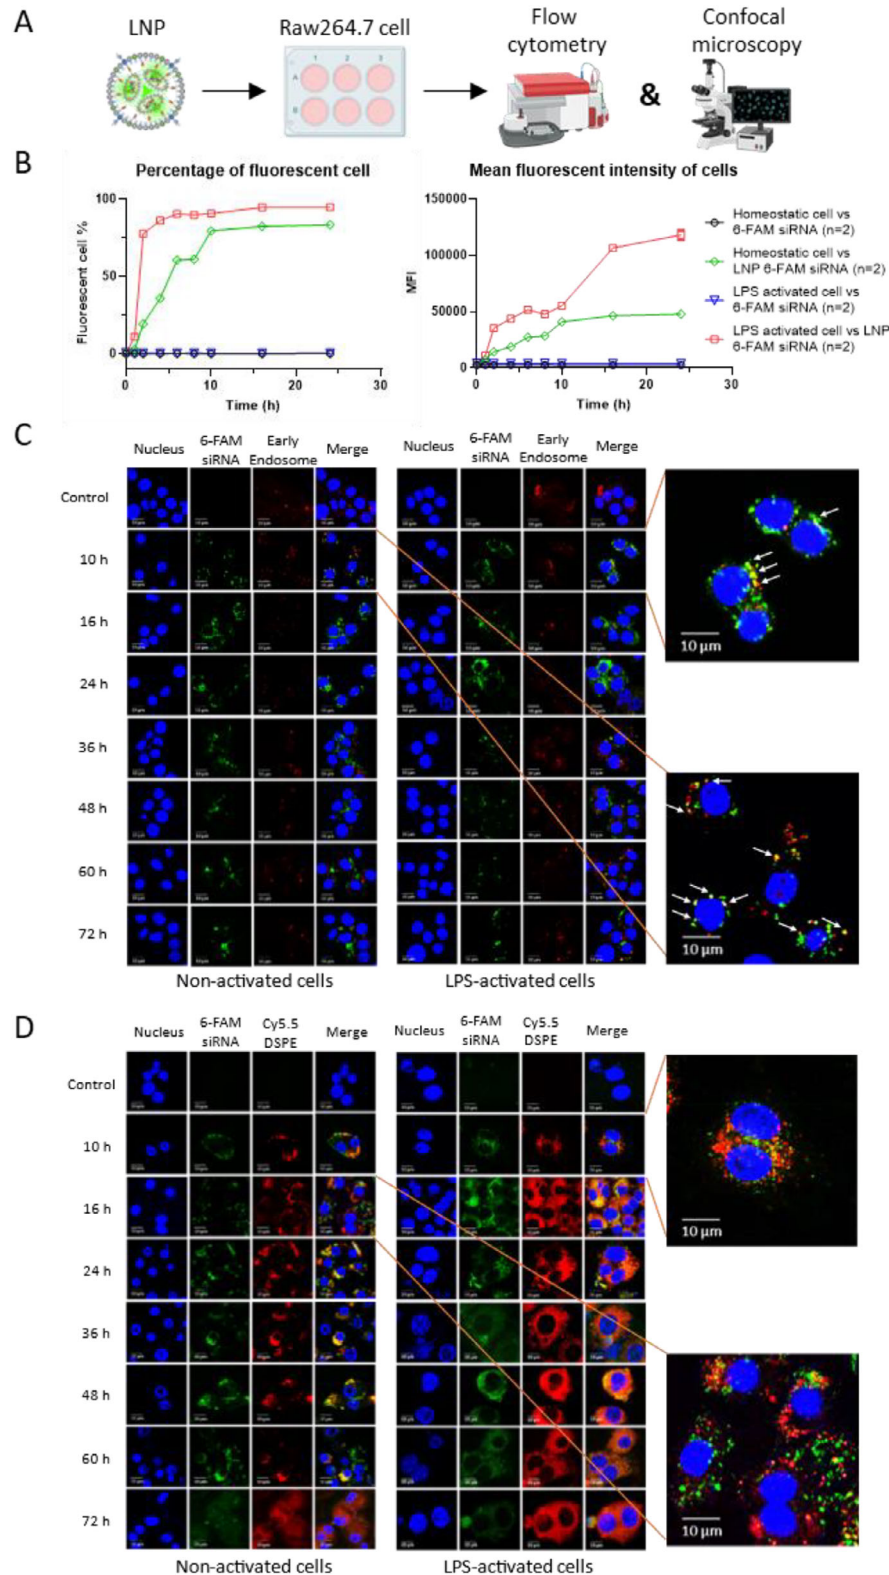 A
LNP
Raw264.7 cell
Flow
cytometry
&
Confocal
microscopy
1 2 3
A
B
B
Percentage of fluorescent cell
Fluorescent cell %
100
50
0
0 10 20 30
Time (h)
Mean fluorescent intensity of cells
MFI
150000
100000
50000
0
0 10 20 30
Time (h)
Homeostatic cell vs
6-FAM siRNA (n=2)
Homeostatic cell vs
LNP 6-FAM siRNA (n=2)
LPS activated cell vs
6-FAM siRNA (n=2)
LPS activated cell vs LNP
6-FAM siRNA (n=2)
C
Nucleus
6-FAM
siRNA
Early
Endosome
Merge
Nucleus
6-FAM
siRNA
Early
Endosome
Merge
Control
10 h
16 h
24 h
36 h
48 h
60 h
72 h
Non-activated cells
LPS-activated cells
10 µm
10 µm
D
Nucleus
6-FAM
siRNA
Cy5.5
DSPE
Merge
Nucleus
6-FAM
siRNA
Cy5.5
DSPE
Merge
Control
10 h
16 h
24 h
36 h
48 h
60 h
72 h
Non-activated cells
LPS-activated cells
10 µm
10 µm